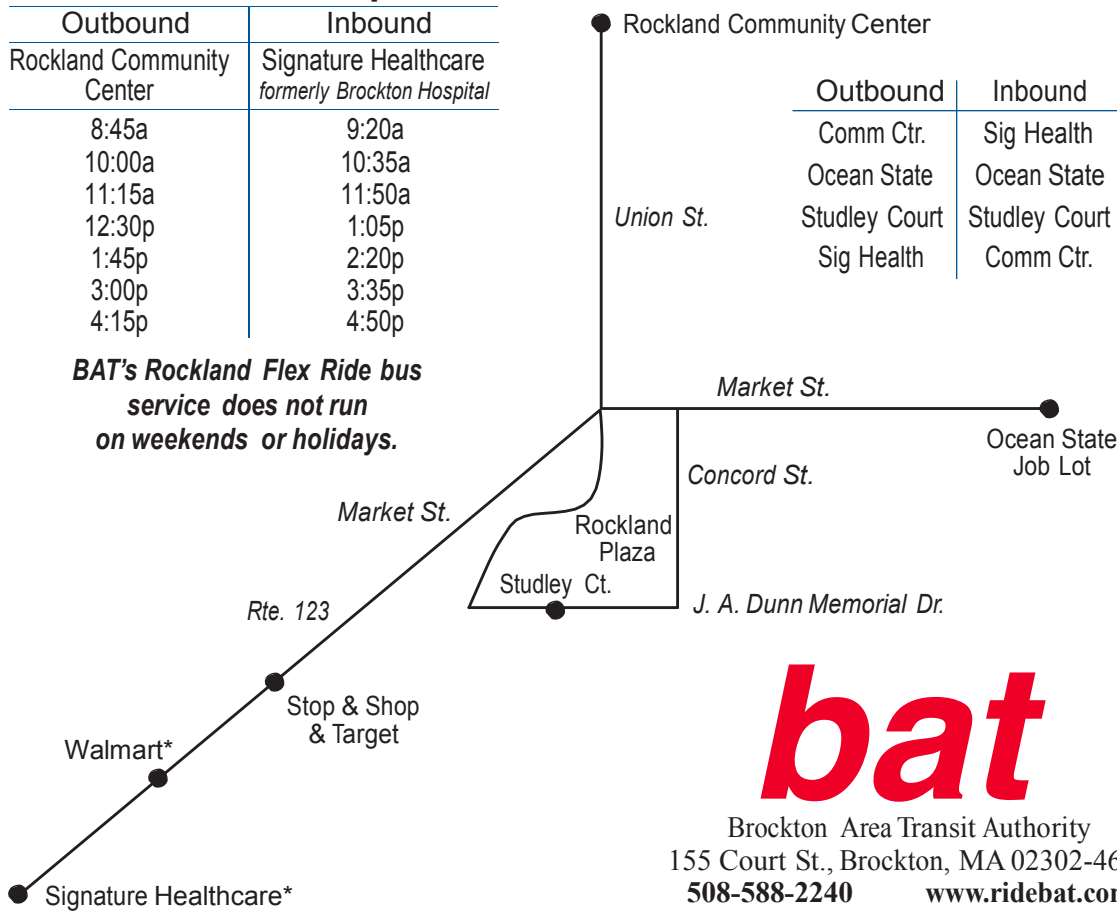 Outbound Inbound
Rockland Community Signature Healthcare
Center formerly Brockton Hospital
8:45a 9:20a
10:00a 10:35a
11:15a 11:50a
12:30p 1:05p
1:45p 2:20p
3:00p 3:35p
4:15p 4:50p
BAT's Rockland Flex Ride bus
service does not run
on weekends or holidays.
Rockland Community Center
Outbound Inbound
Comm Ctr. Sig Health
Ocean State Ocean State
Studley Court Studley Court
Sig Health Comm Ctr.
Union St.
Market St.
Ocean State
Job Lot
Concord St.
Market St.
Rockland
Plaza
Studley Ct.
J. A. Dunn Memorial Dr.
Rte. 123
Stop & Shop
& Target
Walmart*
Signature Healthcare*
bat
Brockton Area Transit Authority
155 Court St., Brockton, MA 02302-46
508-588-2240 www.ridebat.com